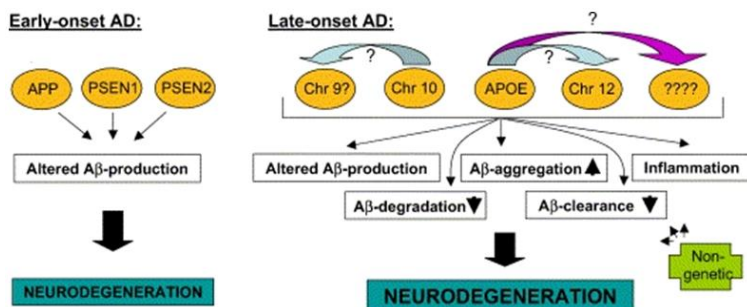 Early-onset AD:
Late-onset AD:
?
?
?
APP
PSEN1
PSEN2
Chr 9?
Chr 10
APOE
Chr 12
????
Altered Aβ-production
Altered Aβ-production
Aβ-aggregation
Inflammation
Aβ-degradation
Aβ-clearance
Non-
genetic
NEURODEGENERATION
NEURODEGENERATION